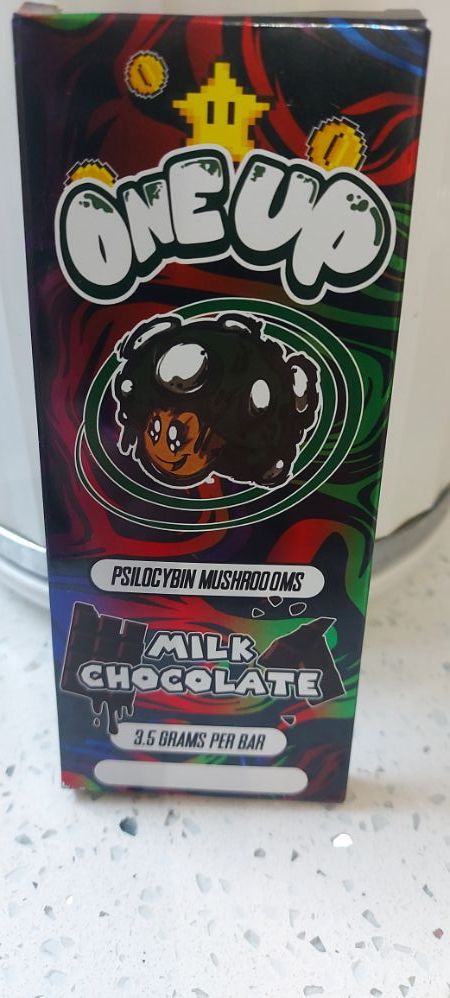 ONE UP
PSILOCYBIN MUSHROOOMS
MILK
CHOCOLATE
3.5 GRAMS PER BAR